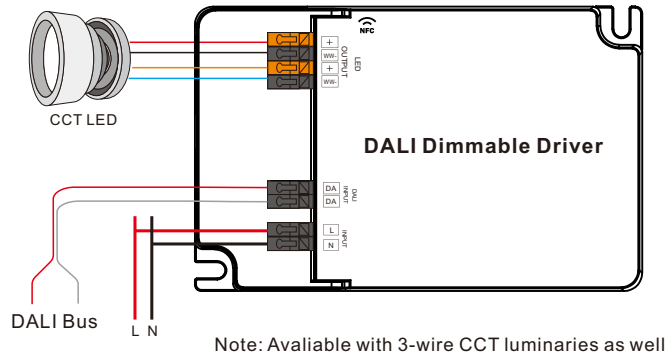 NFC
+
WW-
+
WW-
LED
OUTPUT
CCT LED
DALI Dimmable Driver
DA
DA
DALI
INPUT
L
N
INPUT
DALI Bus
L N
Note: Avaliable with 3-wire CCT luminaries as well